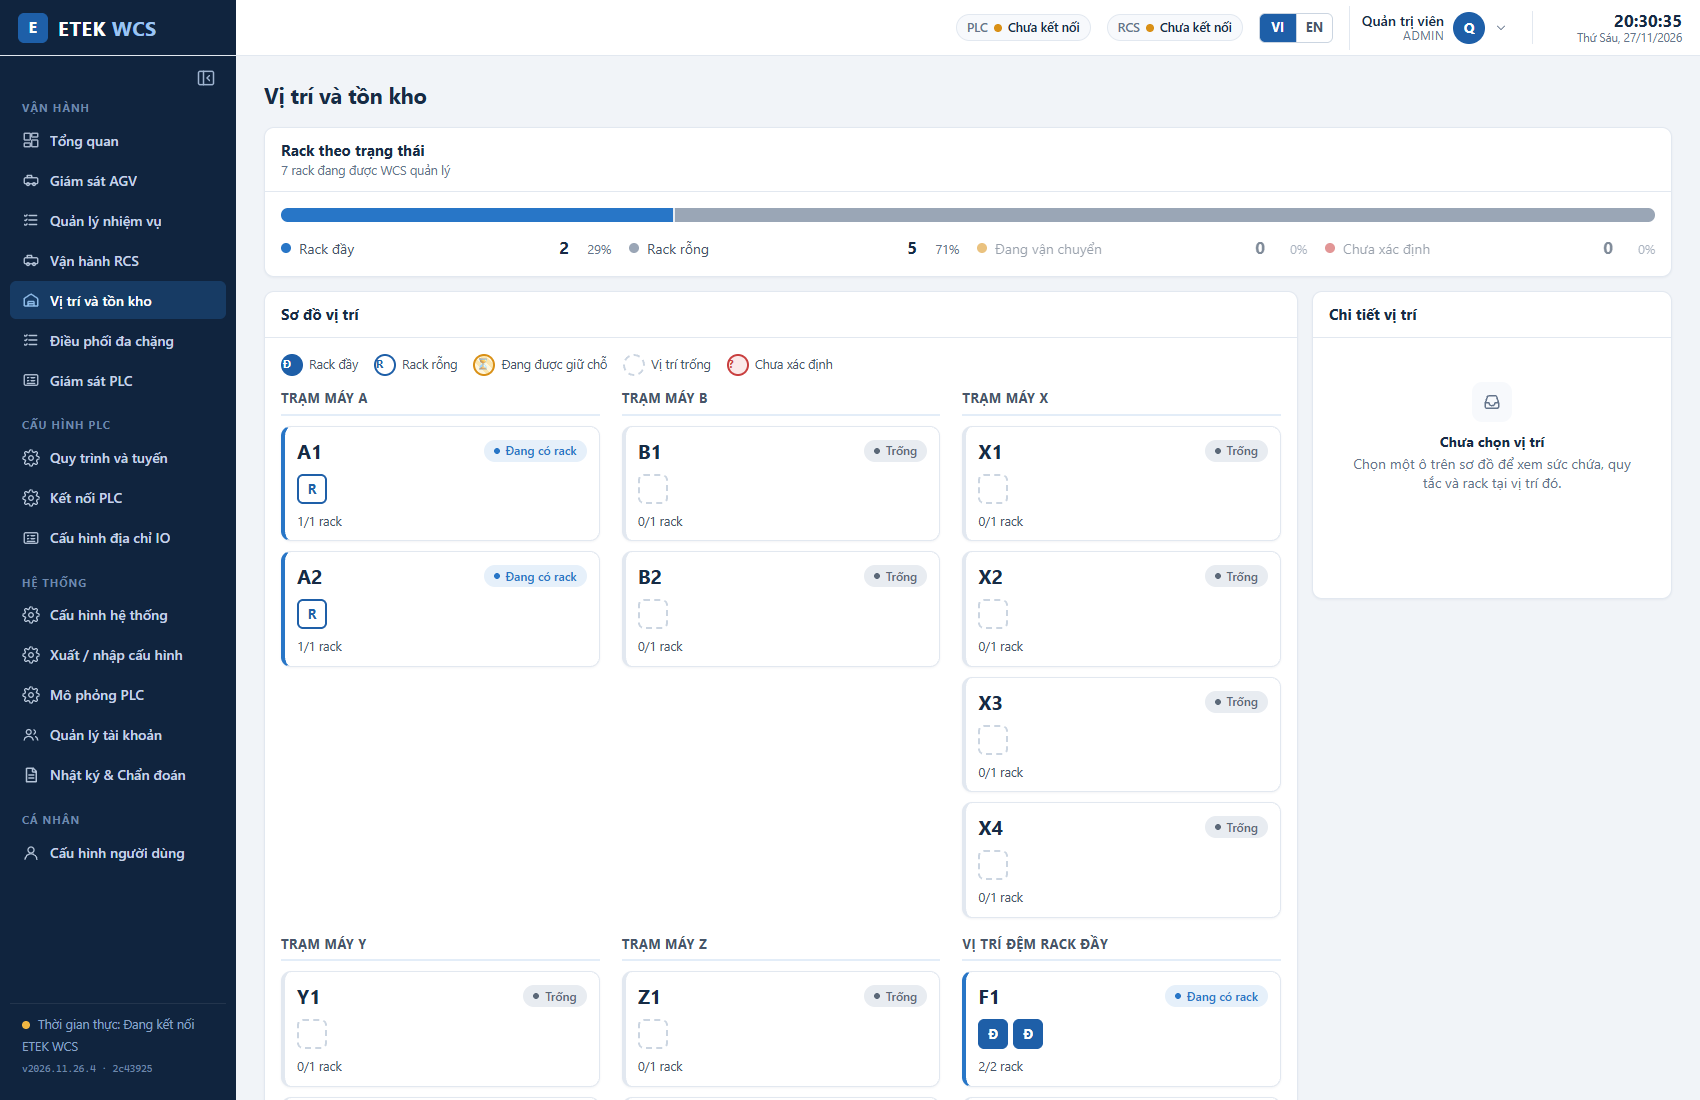 E ETEK WCS
PLC Chưa kết nối
RCS Chưa kết nối
VI EN
Quản trị viên
ADMIN
Q
20:30:35
Thứ Sáu, 27/11/2026
VẬN HÀNH
Tổng quan
Giám sát AGV
Quản lý nhiệm vụ
Vận hành RCS
Vị trí và tồn kho
Điều phối đa chặng
Giám sát PLC
CẤU HÌNH PLC
Quy trình và tuyến
Kết nối PLC
Cấu hình địa chỉ IO
HỆ THỐNG
Cấu hình hệ thống
Xuất / nhập cấu hình
Mô phỏng PLC
Quản lý tài khoản
Nhật ký & Chẩn đoán
CÁ NHÂN
Cấu hình người dùng
Thời gian thực: Đang kết nối
ETEK WCS
v2026.11.26.4 · 2c43925
Vị trí và tồn kho
Rack theo trạng thái
7 rack đang được WCS quản lý
Rack đầy 2 29%
Rack rỗng 5 71%
Đang vận chuyển 0 0%
Chưa xác định 0 0%
Sơ đồ vị trí
Đ Rack đầy
R Rack rỗng
⏳ Đang được giữ chỗ
Vị trí trống
? Chưa xác định
TRẠM MÁY A
A1 Đang có rack
R
1/1 rack
A2 Đang có rack
R
1/1 rack
TRẠM MÁY B
B1 Trống
0/1 rack
B2 Trống
0/1 rack
TRẠM MÁY X
X1 Trống
0/1 rack
X2 Trống
0/1 rack
X3 Trống
0/1 rack
X4 Trống
0/1 rack
TRẠM MÁY Y
Y1 Trống
0/1 rack
TRẠM MÁY Z
Z1 Trống
0/1 rack
VỊ TRÍ ĐỆM RACK ĐẦY
F1 Đang có rack
Đ Đ
2/2 rack
Chi tiết vị trí
Chưa chọn vị trí
Chọn một ô trên sơ đồ để xem sức chứa, quy
tắc và rack tại vị trí đó.